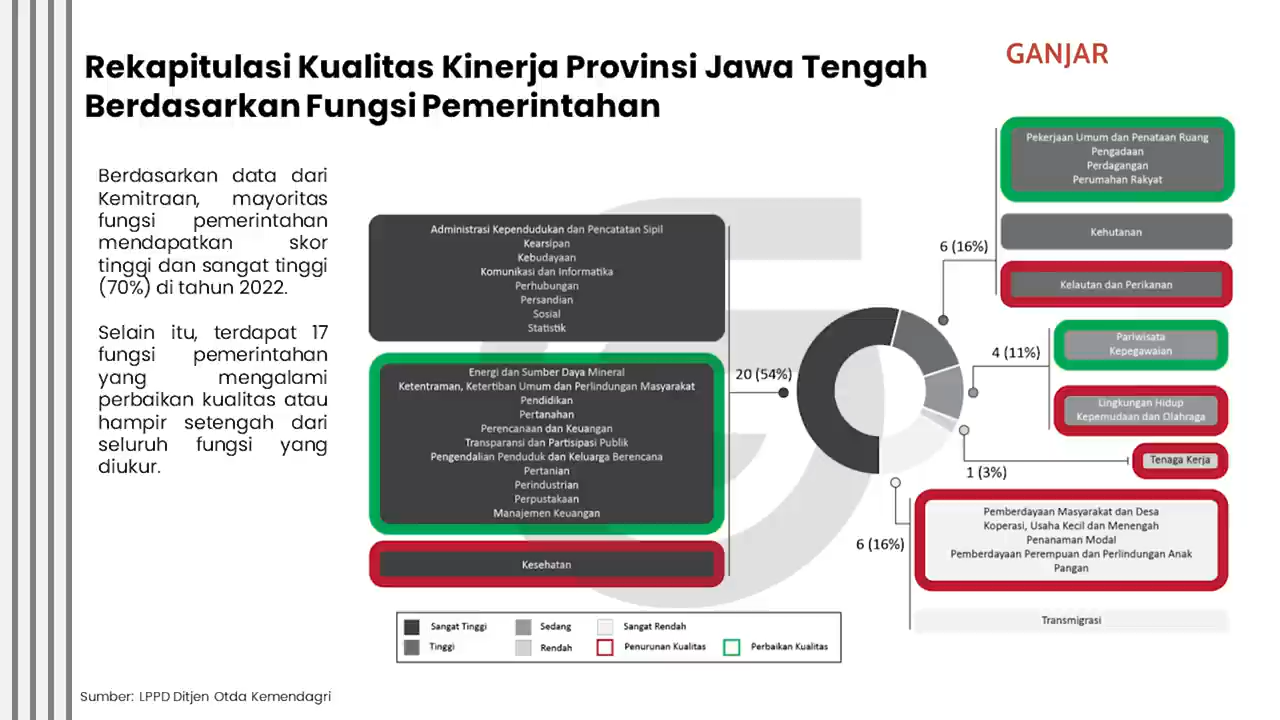 Rekapitulasi Kualitas Kinerja Provinsi Jawa Tengah
Berdasarkan Fungsi Pemerintahan
GANJAR
Berdasarkan data dari
Kemitraan, mayoritas
fungsi pemerintahan
mendapatkan skor
tinggi dan sangat tinggi
(70%) di tahun 2022.
Selain itu, terdapat 17
fungsi pemerintahan
yang mengalami
perbaikan kualitas atau
hampir setengah dari
seluruh fungsi yang
diukur.
Administrasi Kependudukan dan Pencatatan Sipil
Kearsipan
Kebudayaan
Komunikasi dan Informatika
Perhubungan
Persandian
Sosial
Statistik
Energi dan Sumber Daya Mineral
Ketentraman, Ketertiban Umum dan Perlindungan Masyarakat
Pendidikan
Pertanahan
Perencanaan dan Keuangan
Transparansi dan Partisipasi Publik
Pengendalian Penduduk dan Keluarga Berencana
Pertanian
Perindustrian
Perpustakaan
Manajemen Keuangan
Kesehatan
20 (54%)
6 (16%)
Pekerjaan Umum dan Penataan Ruang
Pengadaan
Perdagangan
Perumahan Rakyat
Kehutanan
Kelautan dan Perikanan
4 (11%)
Pariwisata
Kepegawaian
Lingkungan Hidup
Kepemudaan dan Olahraga
1 (3%)
Tenaga Kerja
6 (16%)
Pemberdayaan Masyarakat dan Desa
Koperasi, Usaha Kecil dan Menengah
Penanaman Modal
Pemberdayaan Perempuan dan Perlindungan Anak
Pangan
Transmigrasi
Sangat Tinggi
Sedang
Sangat Rendah
Tinggi
Rendah
Penurunan Kualitas
Perbaikan Kualitas
Sumber: LPPD Ditjen Otda Kemendagri